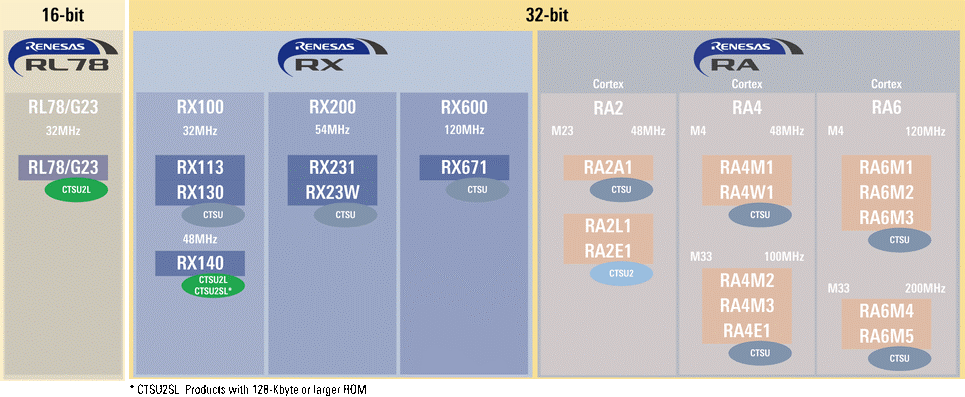 16-bit
32-bit
RENESAS
RL78
RENESAS
RX
RENESAS
RA
RL78/G23
32MHz
RL78/G23
CTSU2L
RX100
32MHz
RX113
RX130
CTSU
48MHz
RX140
CTSU2L
CTSU2SL*
RX200
54MHz
RX231
RX23W
CTSU
RX600
120MHz
RX671
CTSU
Cortex
RA2
M23 48MHz
RA2A1
CTSU
RA2L1
RA2E1
CTSU2
Cortex
RA4
M4 48MHz
RA4M1
RA4W1
CTSU
M33 100MHz
RA4M2
RA4M3
RA4E1
CTSU
Cortex
RA6
M4 120MHz
RA6M1
RA6M2
RA6M3
CTSU
M33 200MHz
RA6M4
RA6M5
CTSU
* CTSU2SL Products with 128-Kbyte or larger ROM